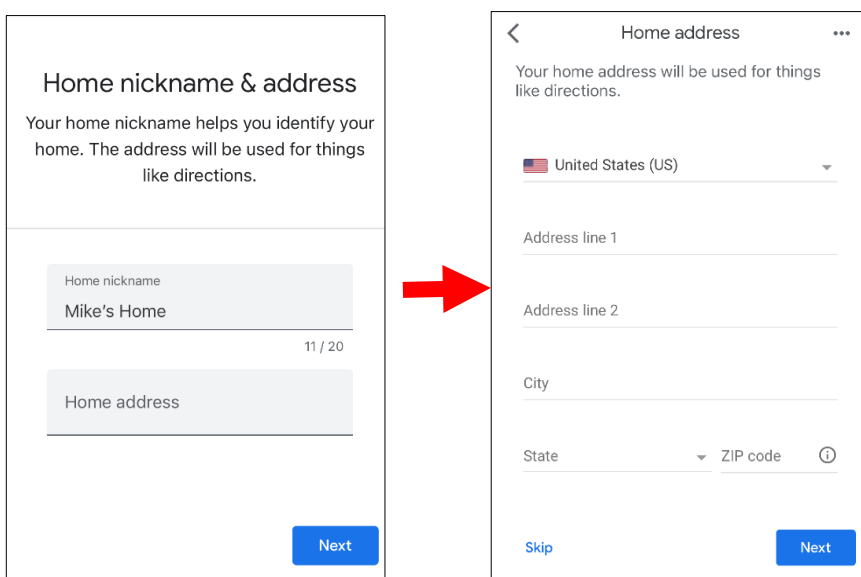 Home nickname & address
Your home nickname helps you identify your
home. The address will be used for things
like directions.
Home nickname
Mike's Home
11 / 20
Home address
Next
Home address
Your home address will be used for things
like directions.
United States (US)
Address line 1
Address line 2
City
State
ZIP code
Skip
Next